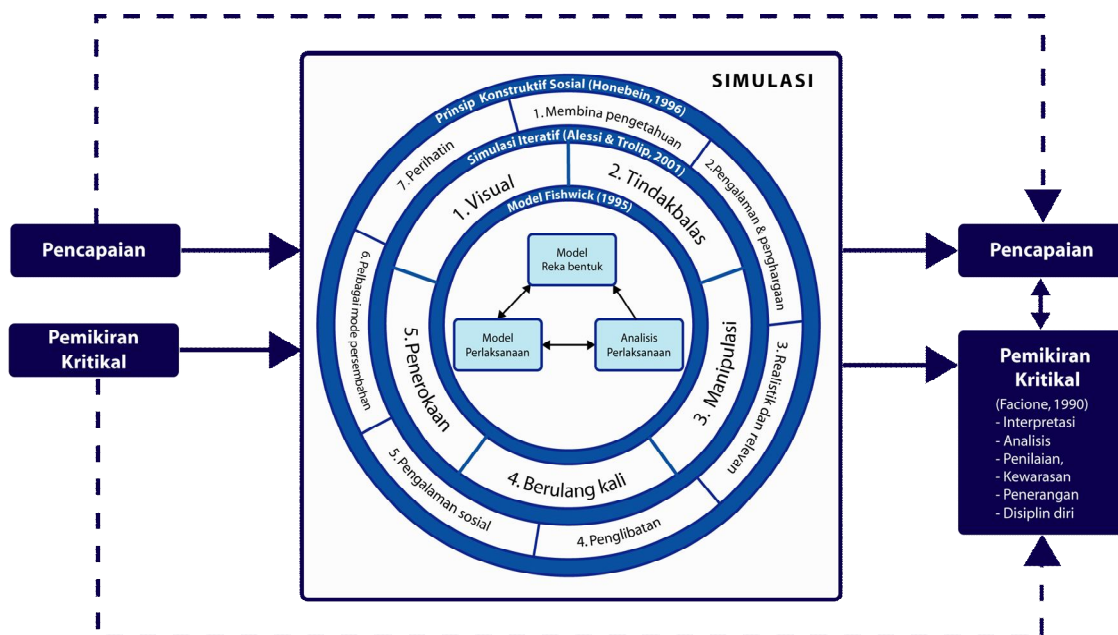 SIMULASI
Prinsip Konstruktif Sosial (Honebein, 1996)
1. Membina pengetahuan
2. Pengalaman & penghargaan
3. Realistik dan relevan
4. Penglibatan
5. Pengalaman sosial
6. Pelbagai mode persembahan
7. Perihatin
Simulasi Iteratif (Alessi & Trolip, 2001)
1. Visual
2. Tindakbalas
3. Manipulasi
4. Berulang kali
5. Penerokaan
Model Fishwick (1995)
Model
Reka bentuk
Model
Perlaksanaan
Analisis
Perlaksanaan
Pencapaian
Pemikiran
Kritikal
Pencapaian
Pemikiran
Kritikal
(Facione, 1990)
- Interpretasi
- Analisis
- Penilaian,
- Kewarasan
- Penerangan
- Disiplin diri